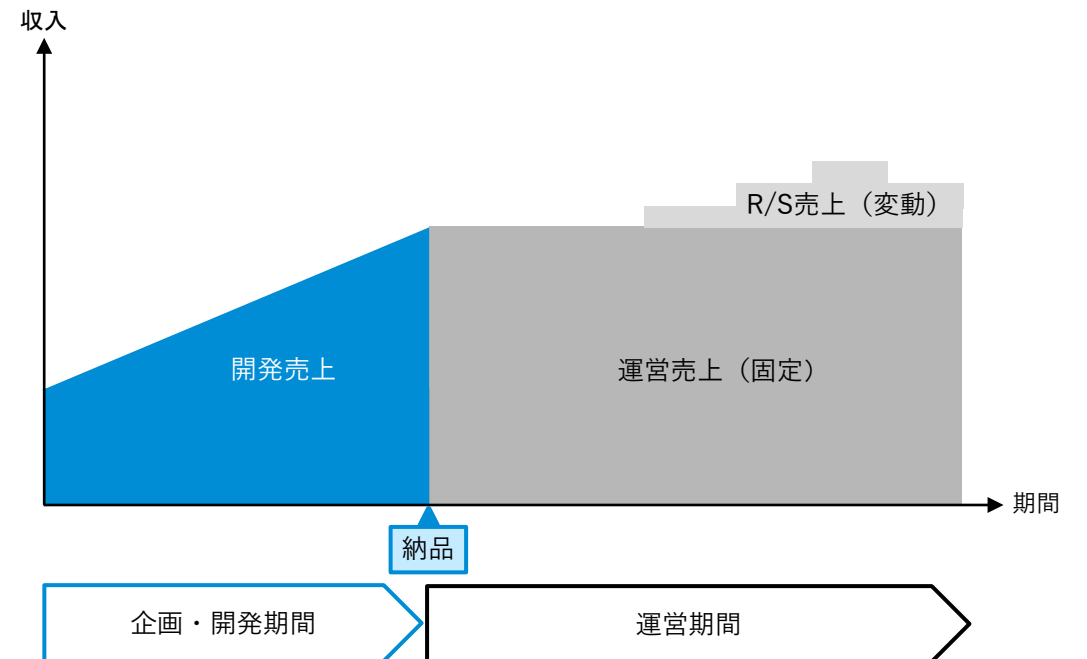 収入
R/S売上（変動）
開発売上
運営売上（固定）
期間
納品
企画・開発期間
運営期間